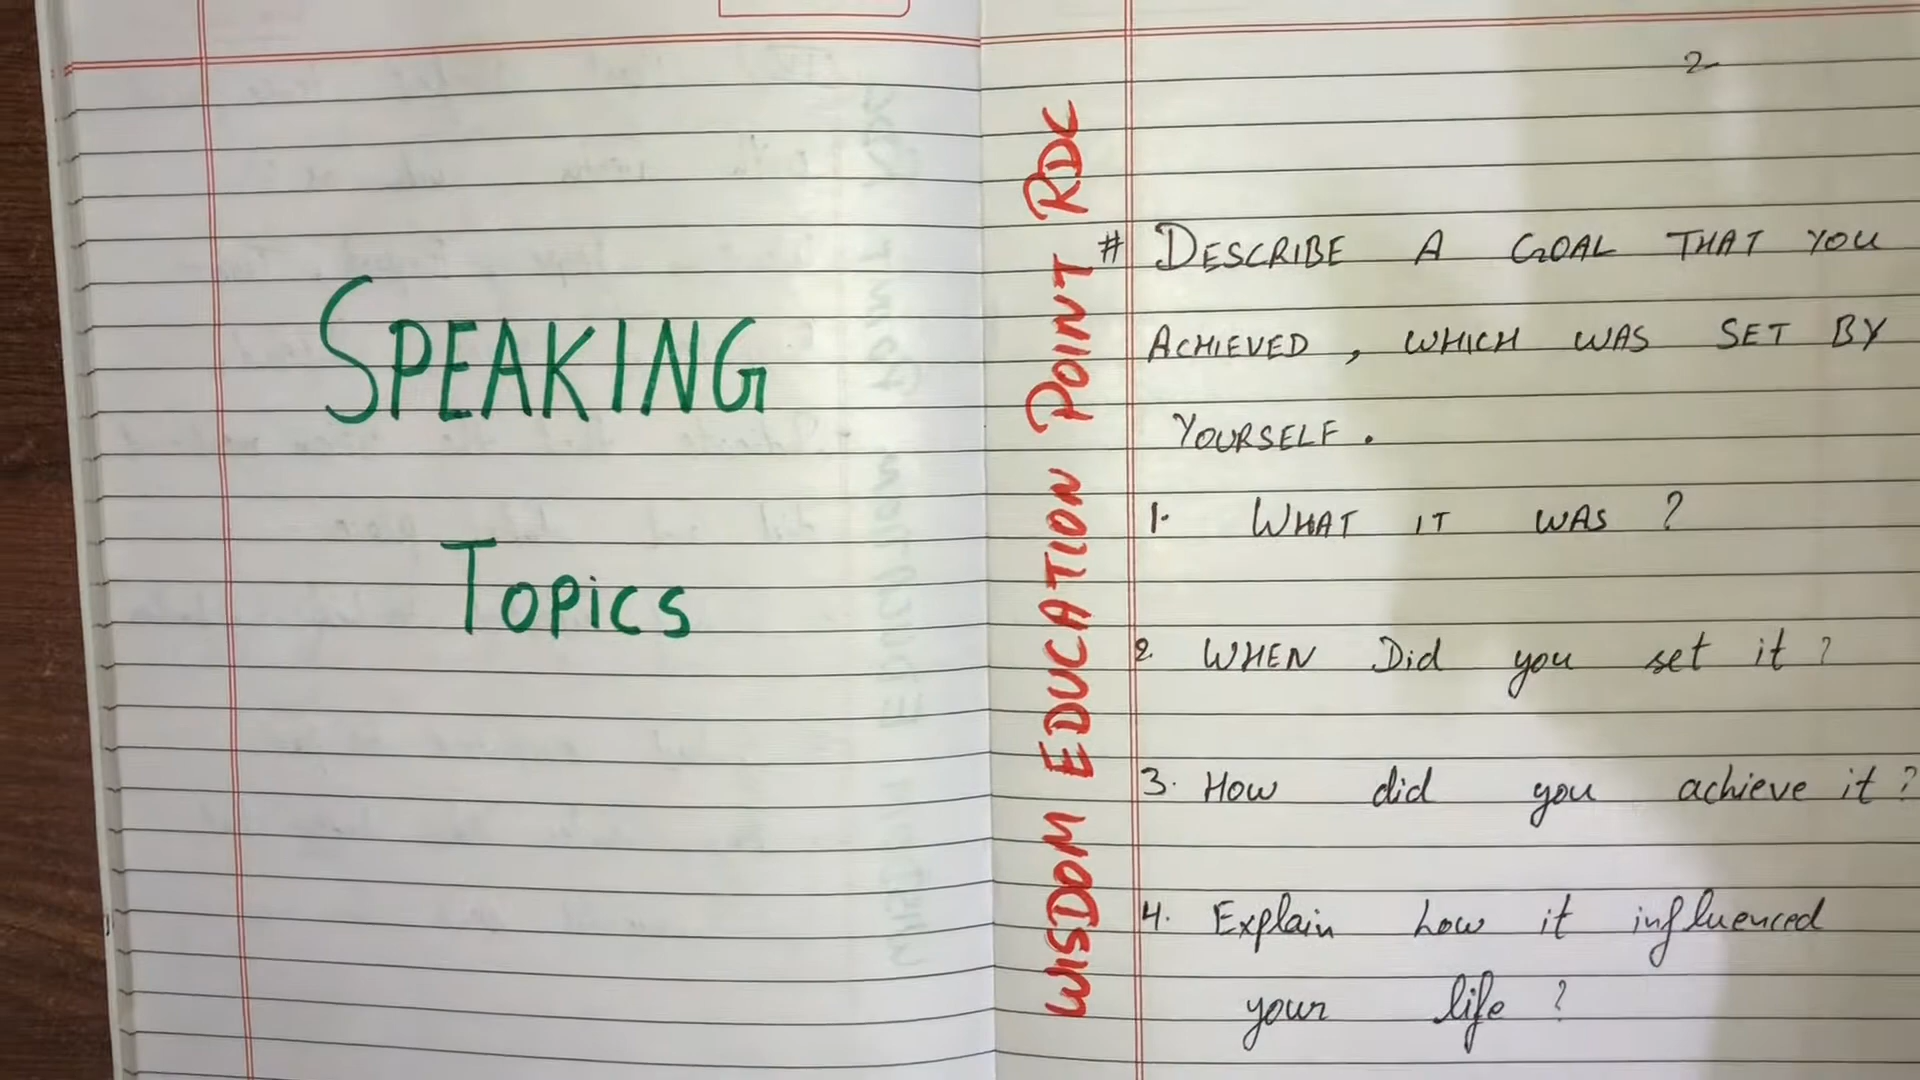 SPEAKING
TOPiCS
WISDOM EDUCATION POINT RDC
2
# DESCRIBE A GOAL THAT YOU
ACHIEVED , WHICH WAS SET BY
YOURSELF .
1. WHAT IT WAS ?
2. WHEN Did you set it ?
3. How did you achieve it ?
4. Explain how it influenced
your life ?